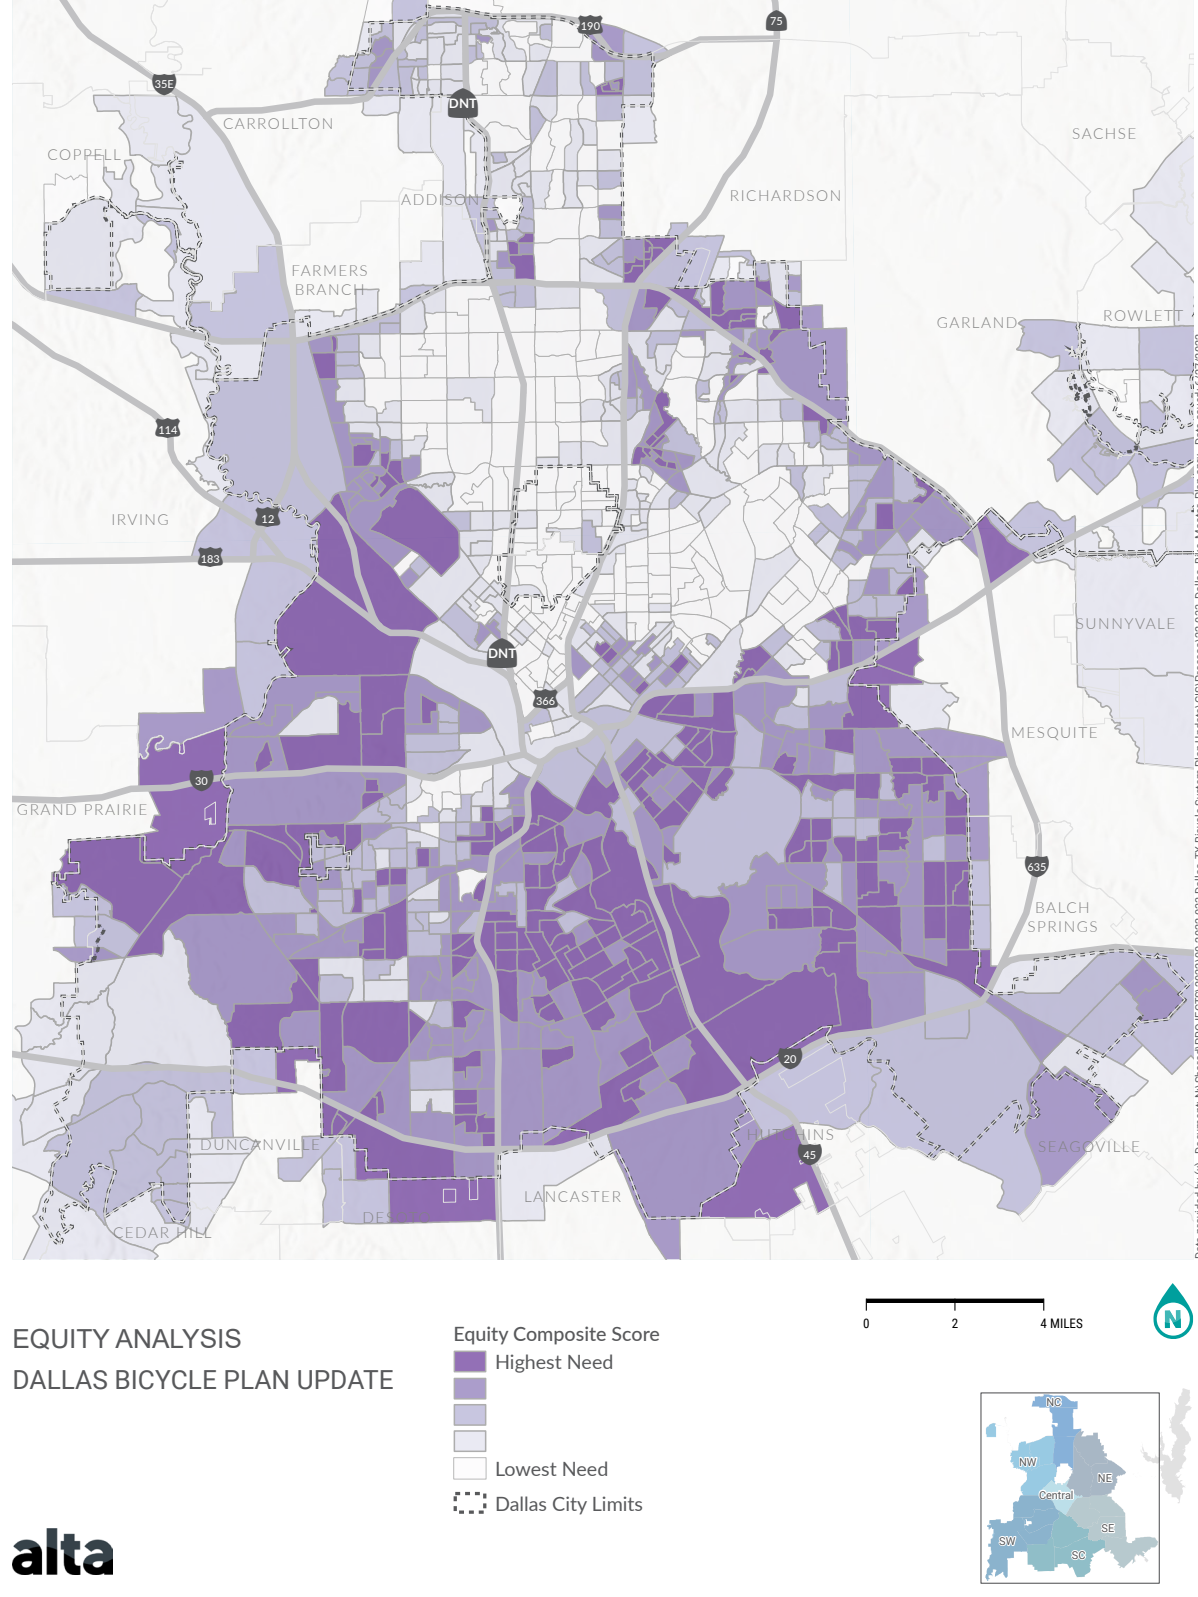 190
75
35E
DNT
CARROLLTON
SACHSE
COPPELL
RICHARDSON
ADDISON
FARMERS
BRANCH
GARLAND
ROWLETT
114
IRVING
12
183
SUNNYVALE
DNT
366
MESQUITE
30
GRAND PRAIRIE
635
BALCH
SPRINGS
20
HUTCHINS
DUNCANVILLE
45
SEAGOVILLE
LANCASTER
CEDAR HILL
EQUITY ANALYSIS
DALLAS BICYCLE PLAN UPDATE
Equity Composite Score
Highest Need
Lowest Need
Dallas City Limits
0 2 4 MILES
N
NC
NW
NE
Central
SE
SW
SC
alta